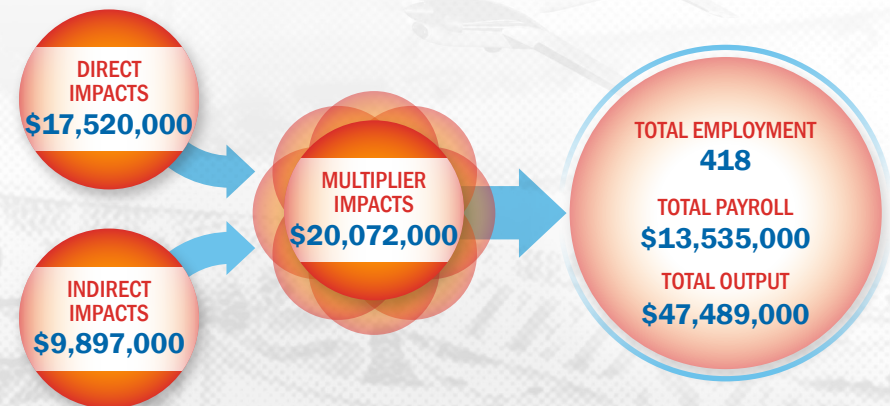 DIRECT
IMPACTS
$17,520,000
INDIRECT
IMPACTS
$9,897,000
MULTIPLIER
IMPACTS
$20,072,000
TOTAL EMPLOYMENT
418
TOTAL PAYROLL
$13,535,000
TOTAL OUTPUT
$47,489,000